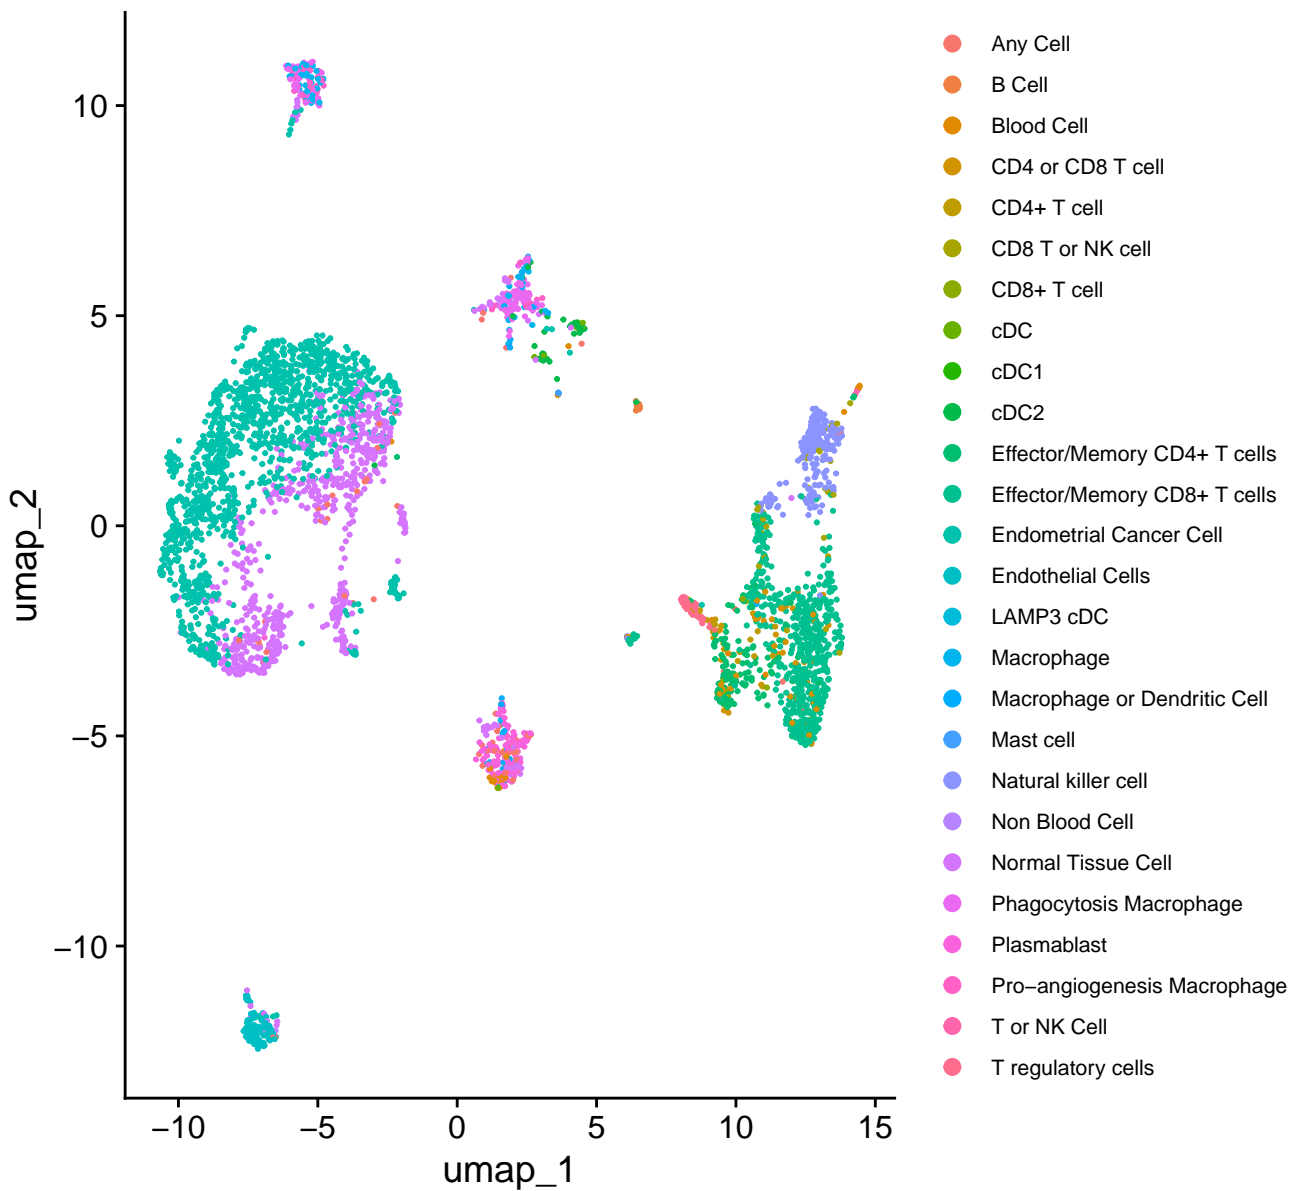 10
5
0
−5
−10
umap_2
−10
−5
0
5
10
15
umap_1
Any Cell
B Cell
Blood Cell
CD4 or CD8 T cell
CD4+ T cell
CD8 T or NK cell
CD8+ T cell
cDC
cDC1
cDC2
Effector/Memory CD4+ T cells
Effector/Memory CD8+ T cells
Endometrial Cancer Cell
Endothelial Cells
LAMP3 cDC
Macrophage
Macrophage or Dendritic Cell
Mast cell
Natural killer cell
Non Blood Cell
Normal Tissue Cell
Phagocytosis Macrophage
Plasmablast
Pro−angiogenesis Macrophage
T or NK Cell
T regulatory cells